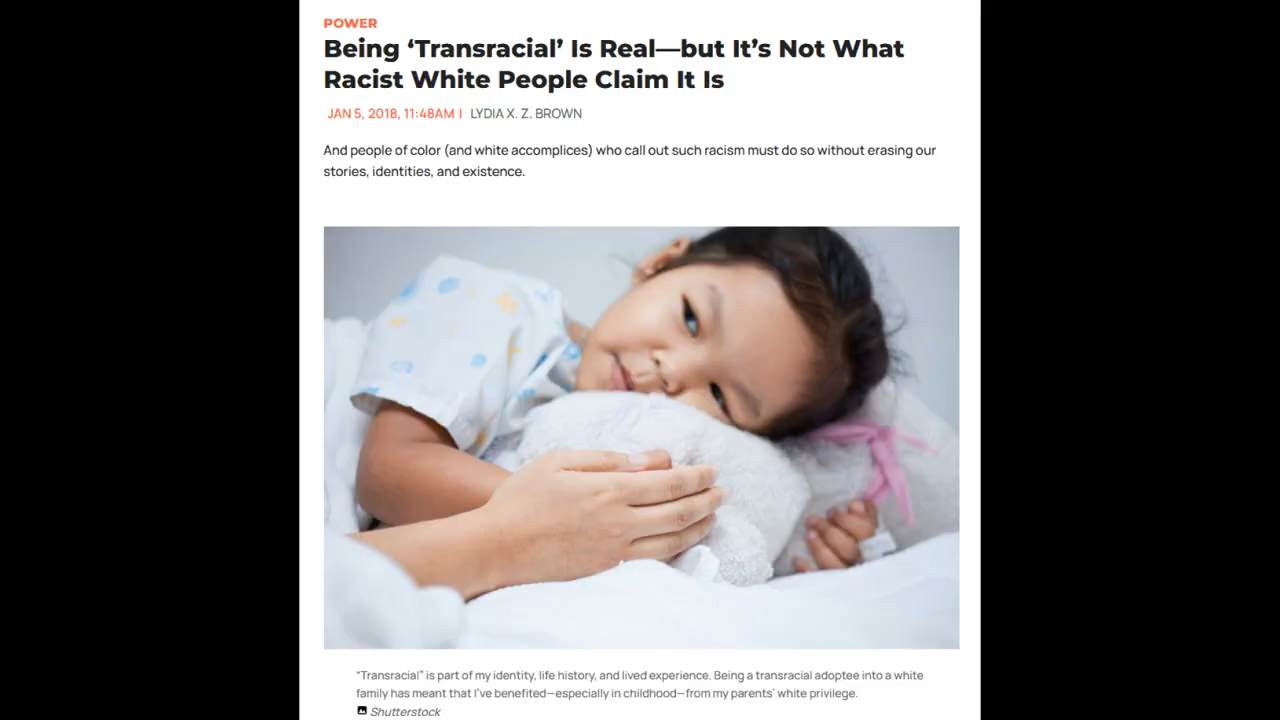 POWER
Being ‘Transracial’ Is Real—but It’s Not What
Racist White People Claim It Is
JAN 5, 2018, 11:48AM | LYDIA X. Z. BROWN
And people of color (and white accomplices) who call out such racism must do so without erasing our
stories, identities, and existence.
“Transracial” is part of my identity, life history, and lived experience. Being a transracial adoptee into a white
family has meant that I’ve benefited—especially in childhood—from my parents’ white privilege.
Shutterstock